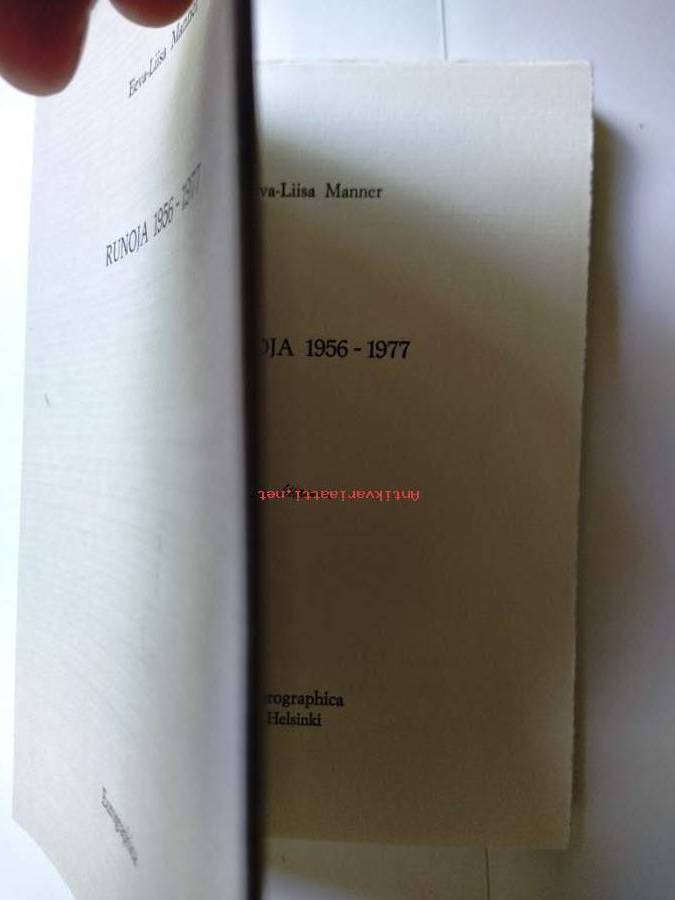 Eeva-Liisa Manner
RUNOJA 1956-1977
va-Liisa Manner
OJA 1956-1977
Antikvariaatti.net
rographica
Helsinki